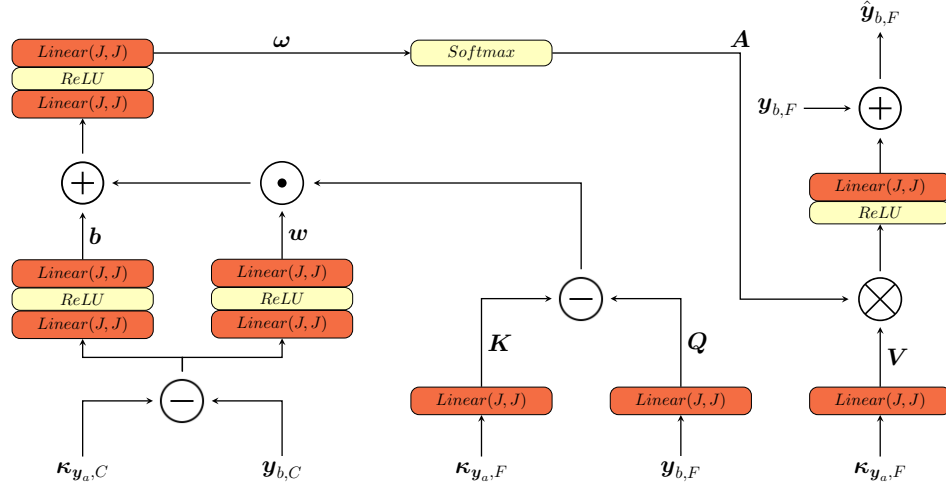 ŷ_{b,F}
Linear(J, J)
ReLU
Linear(J, J)
ω
Softmax
A
y_{b,F}
+
+
•
Linear(J, J)
ReLU
b
w
Linear(J, J)
ReLU
Linear(J, J)
Linear(J, J)
ReLU
Linear(J, J)
−
×
K
Q
V
−
Linear(J, J)
Linear(J, J)
Linear(J, J)
κ_{y_a,C}
y_{b,C}
κ_{y_a,F}
y_{b,F}
κ_{y_a,F}